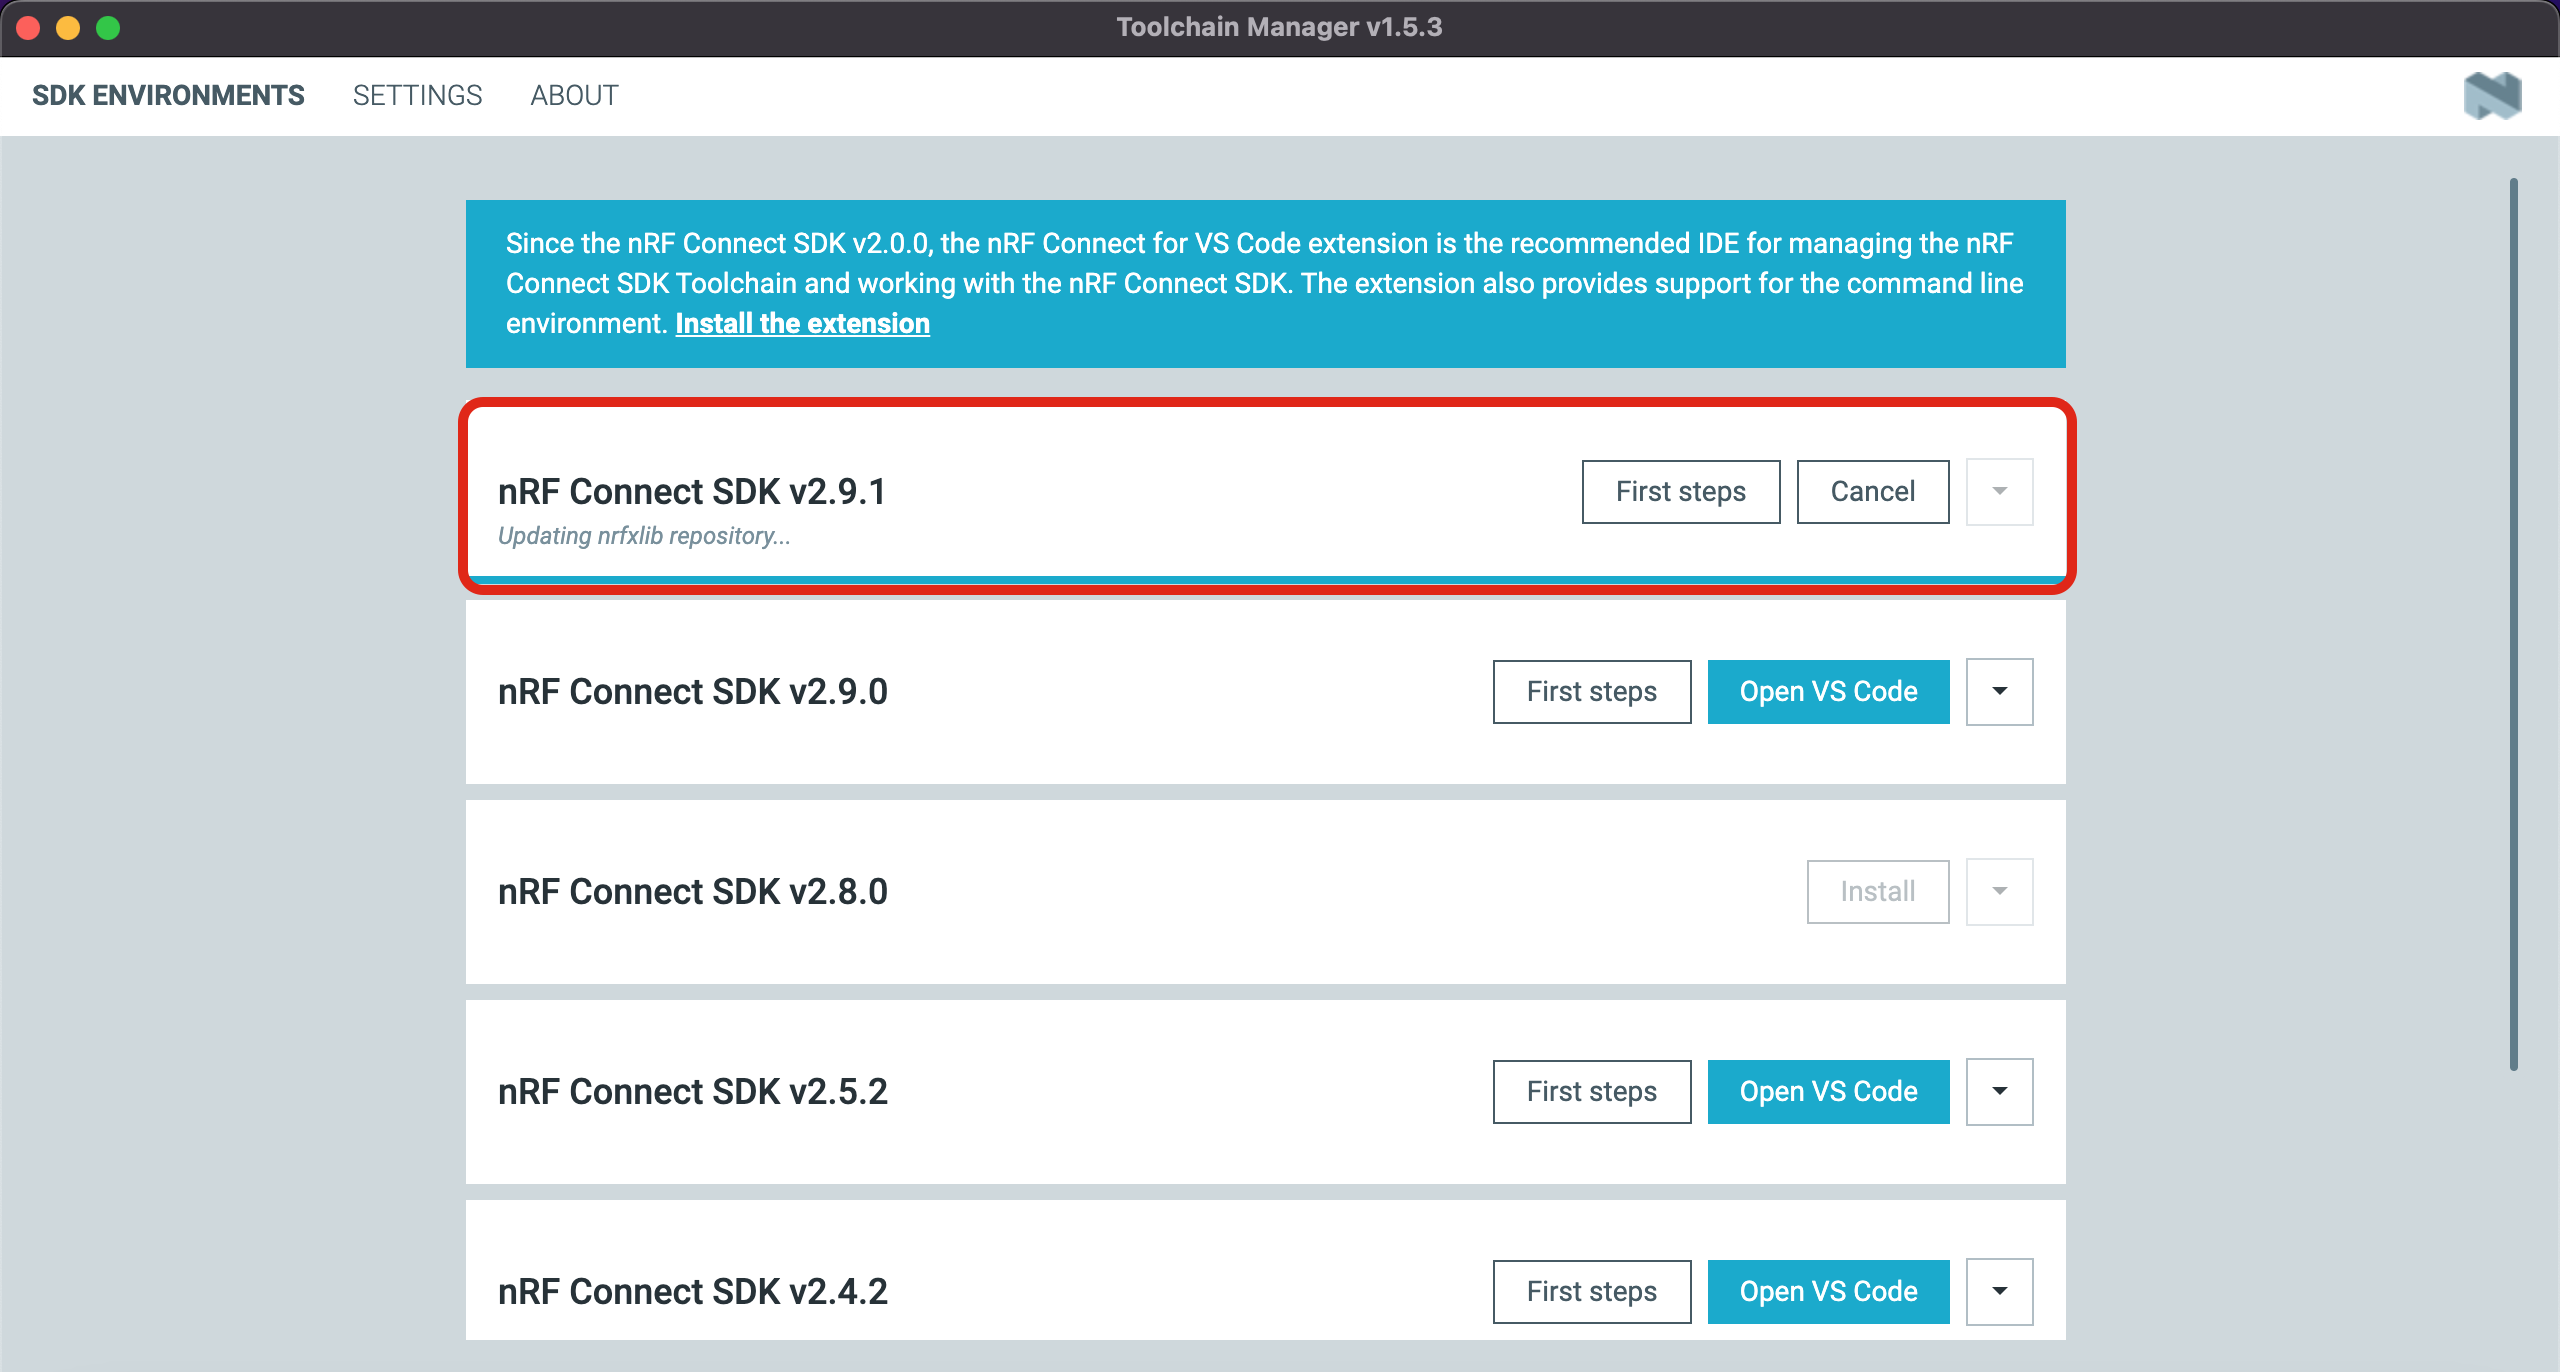 Toolchain Manager v1.5.3
SDK ENVIRONMENTS SETTINGS ABOUT
Since the nRF Connect SDK v2.0.0, the nRF Connect for VS Code extension is the recommended IDE for managing the nRF
Connect SDK Toolchain and working with the nRF Connect SDK. The extension also provides support for the command line
environment. Install the extension
nRF Connect SDK v2.9.1
Updating nrfxlib repository...
First steps
Cancel
nRF Connect SDK v2.9.0
First steps
Open VS Code
nRF Connect SDK v2.8.0
Install
nRF Connect SDK v2.5.2
First steps
Open VS Code
nRF Connect SDK v2.4.2
First steps
Open VS Code